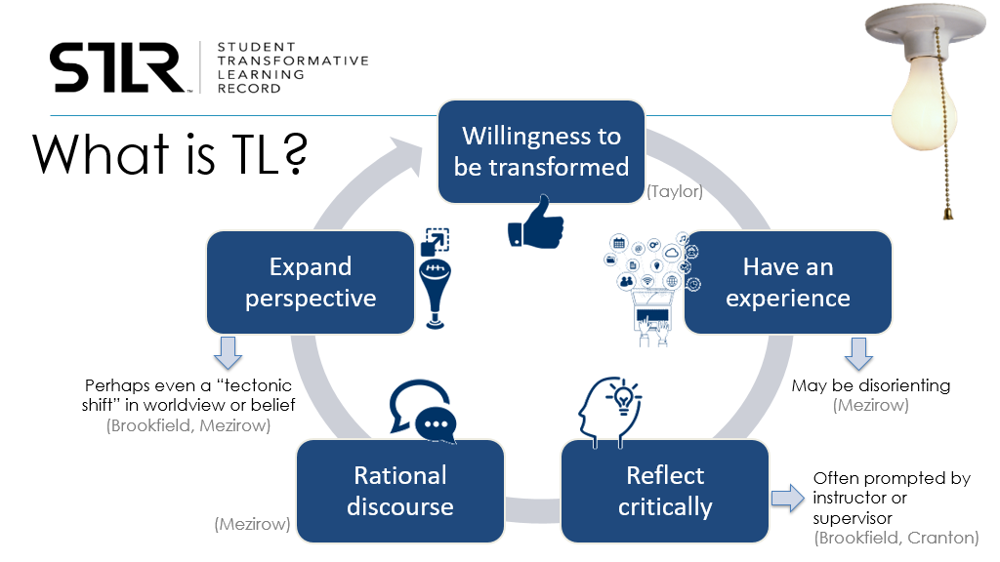 STLR™
STUDENT
TRANSFORMATIVE
LEARNING
RECORD
What is TL?
Willingness to
be transformed
(Taylor)
Have an
experience
May be disorienting
(Mezirow)
Reflect
critically
Often prompted by
instructor or
supervisor
(Brookfield, Cranton)
Rational
discourse
(Mezirow)
Expand
perspective
Perhaps even a “tectonic
shift” in worldview or belief
(Brookfield, Mezirow)